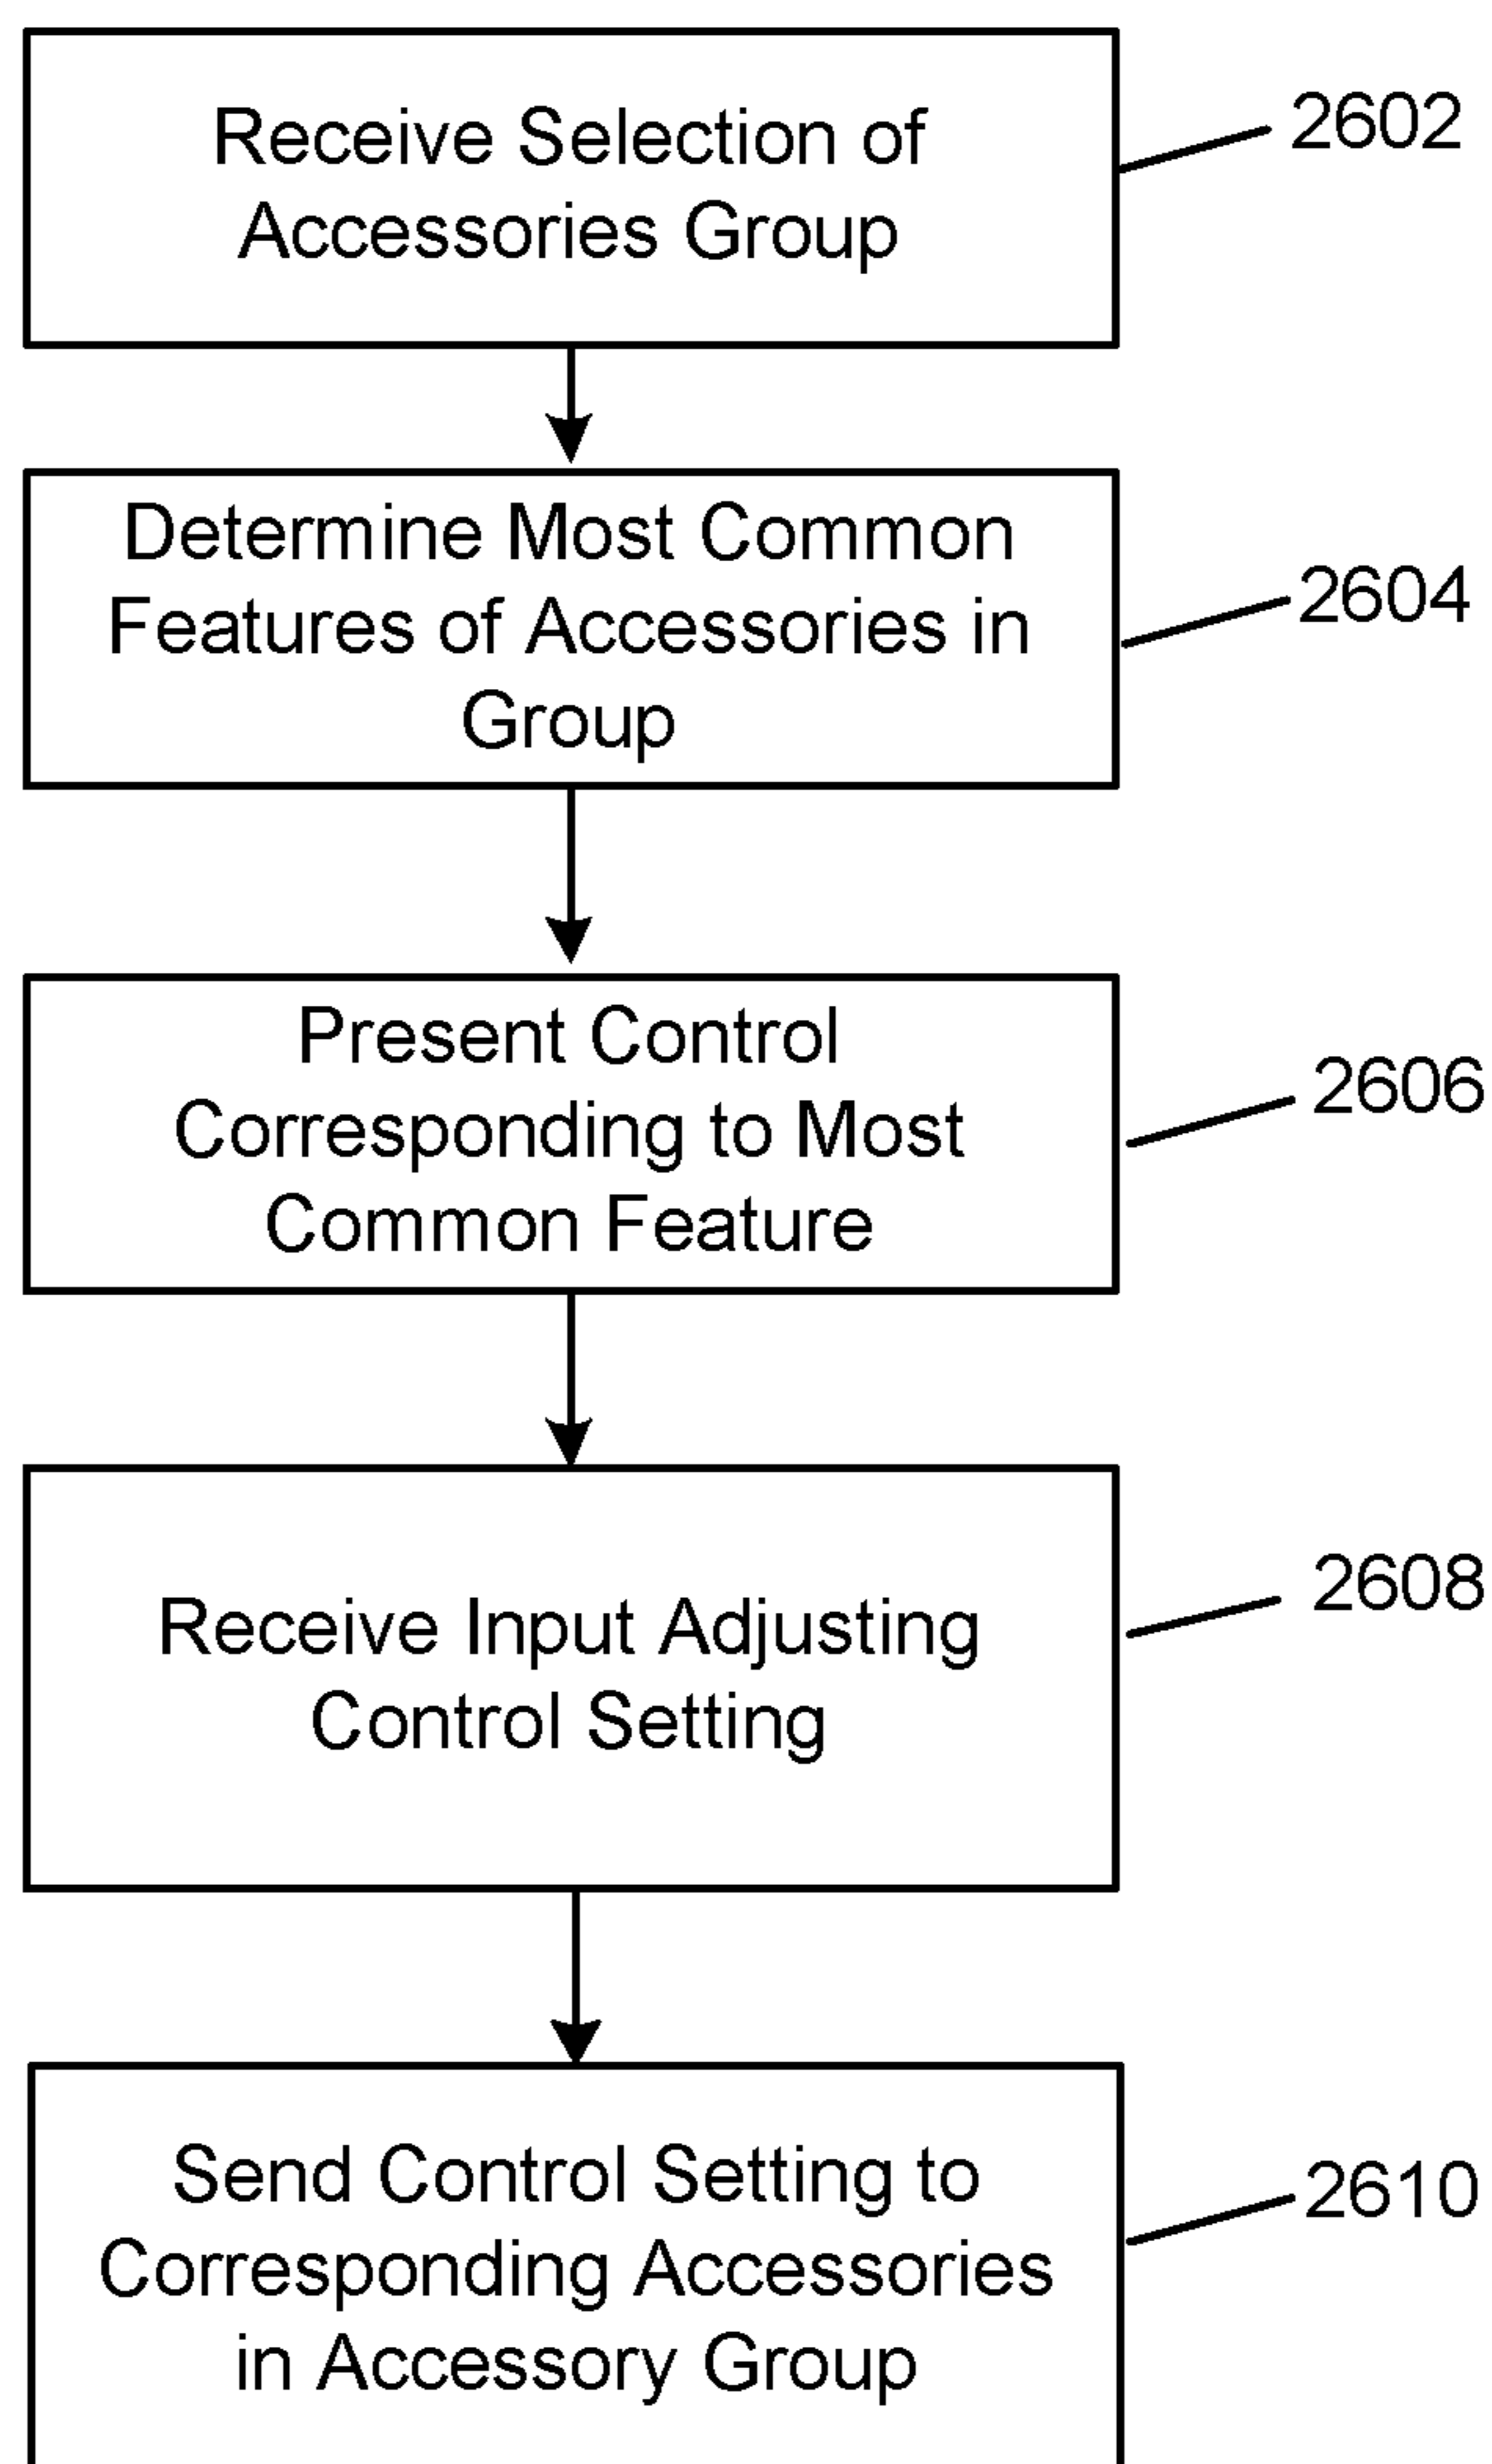 Receive Selection of
Accessories Group
2602
Determine Most Common
Features of Accessories in
Group
2604
Present Control
Corresponding to Most
Common Feature
2606
Receive Input Adjusting
Control Setting
2608
Send Control Setting to
Corresponding Accessories
in Accessory Group
2610